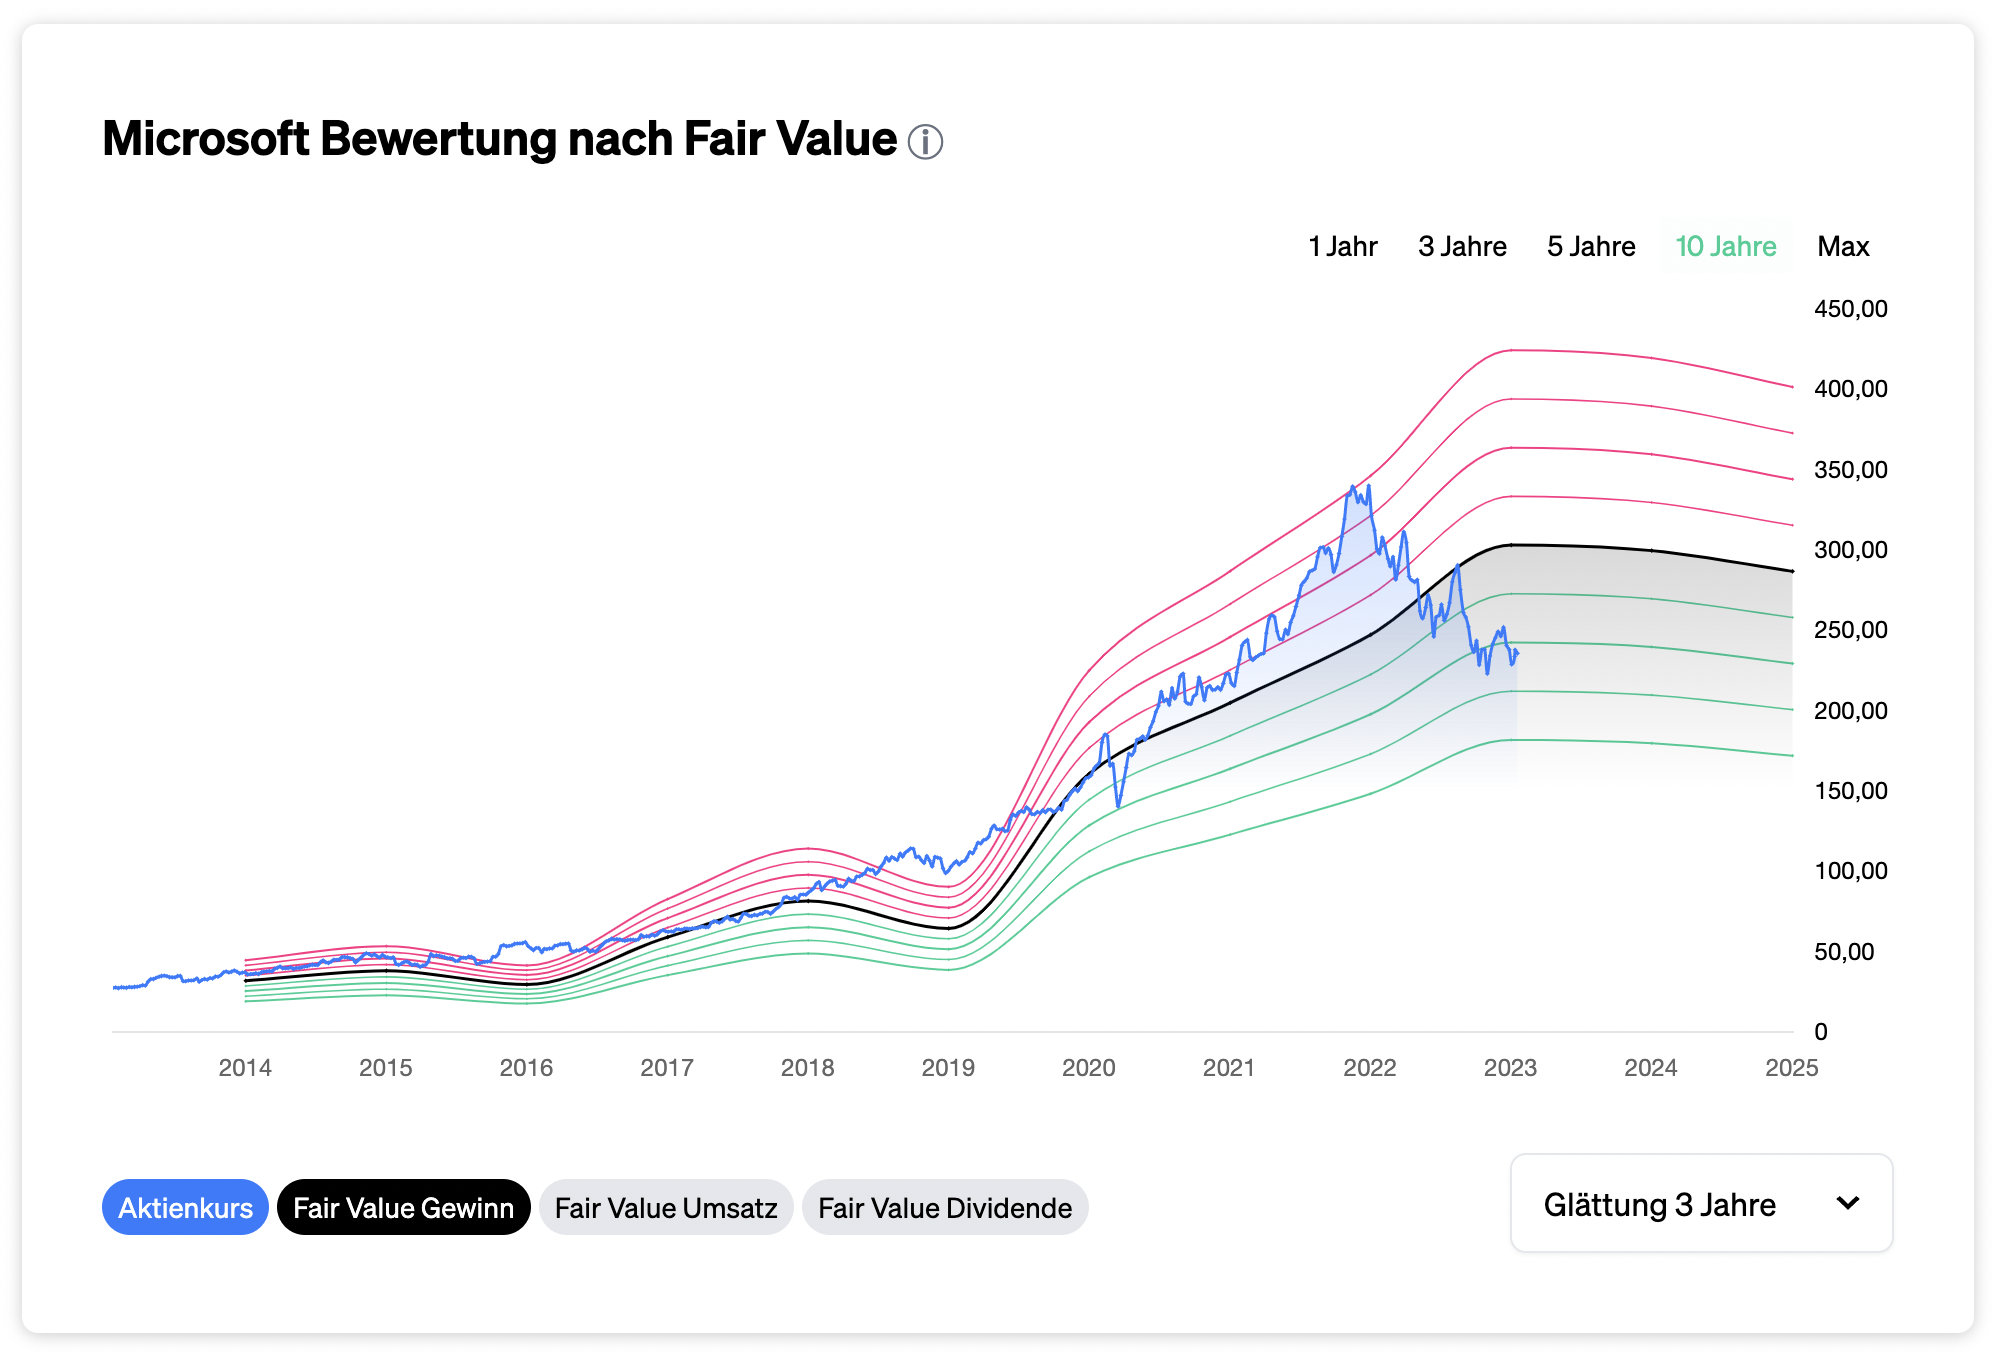 Microsoft Bewertung nach Fair Value
1 Jahr 3 Jahre 5 Jahre 10 Jahre Max
450,00
400,00
350,00
300,00
250,00
200,00
150,00
100,00
50,00
0
2014 2015 2016 2017 2018 2019 2020 2021 2022 2023 2024 2025
Aktienkurs Fair Value Gewinn Fair Value Umsatz Fair Value Dividende Glättung 3 Jahre